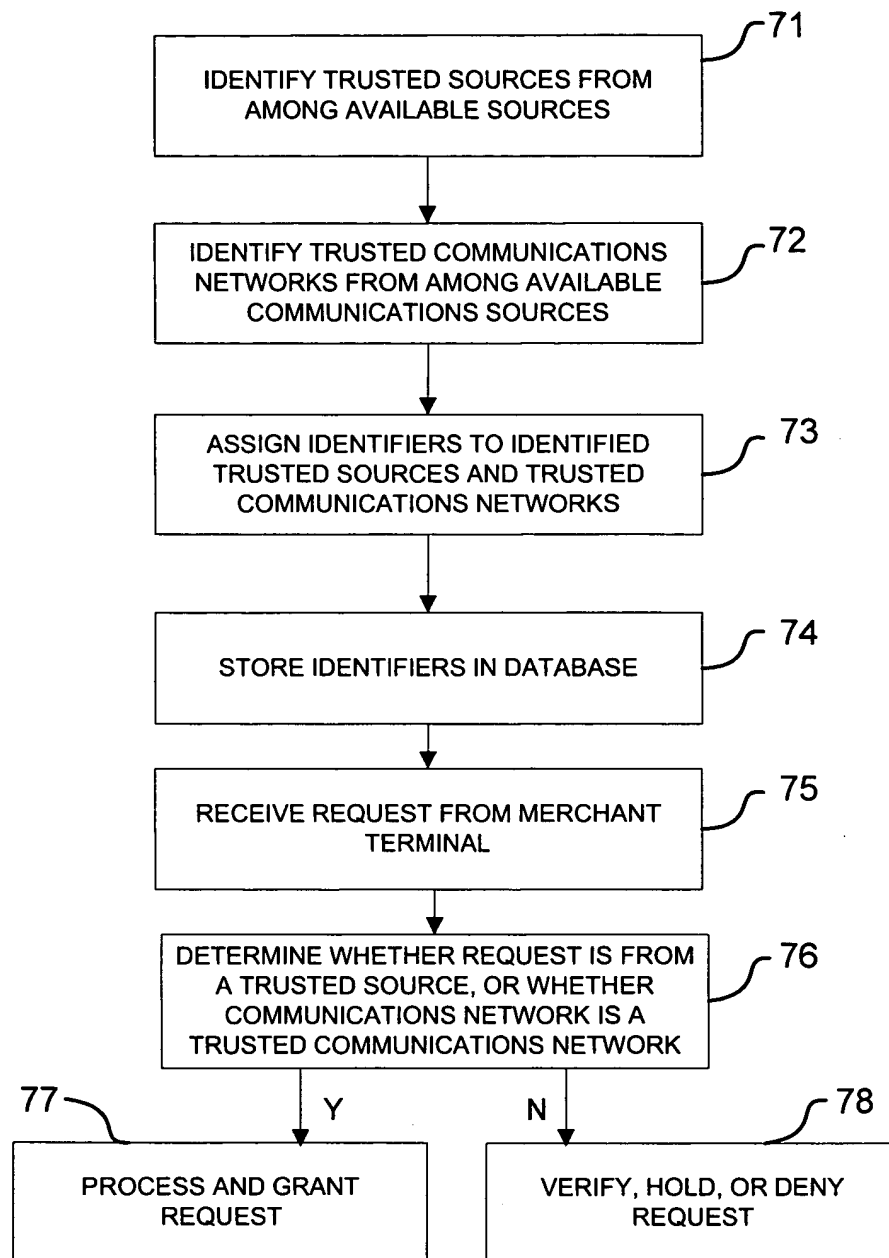 71
IDENTIFY TRUSTED SOURCES FROM
AMONG AVAILABLE SOURCES
72
IDENTIFY TRUSTED COMMUNICATIONS
NETWORKS FROM AMONG AVAILABLE
COMMUNICATIONS SOURCES
73
ASSIGN IDENTIFIERS TO IDENTIFIED
TRUSTED SOURCES AND TRUSTED
COMMUNICATIONS NETWORKS
74
STORE IDENTIFIERS IN DATABASE
75
RECEIVE REQUEST FROM MERCHANT
TERMINAL
76
DETERMINE WHETHER REQUEST IS FROM
A TRUSTED SOURCE, OR WHETHER
COMMUNICATIONS NETWORK IS A
TRUSTED COMMUNICATIONS NETWORK
77
Y
N
78
PROCESS AND GRANT
REQUEST
VERIFY, HOLD, OR DENY
REQUEST